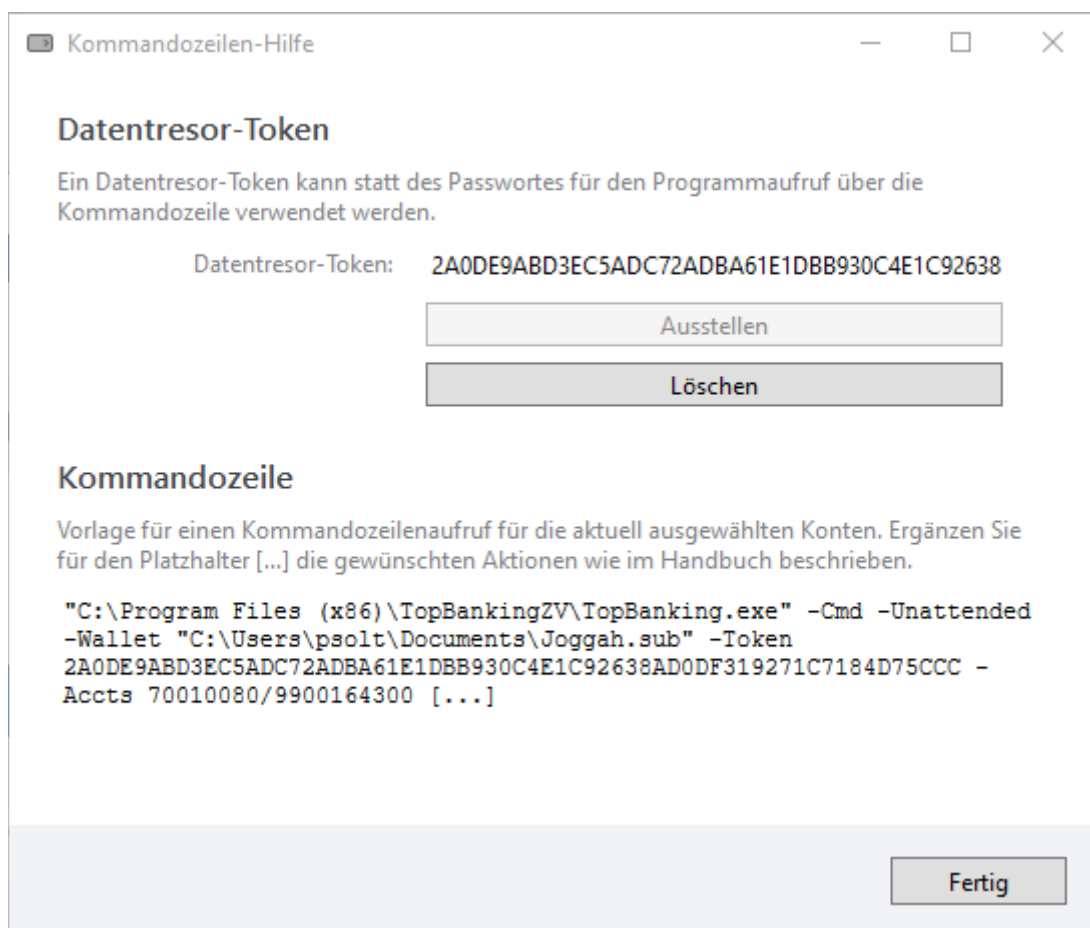 Kommandozeilen-Hilfe
Datentresor-Token
Ein Datentresor-Token kann statt des Passwortes für den Programmaufruf über die
Kommandozeile verwendet werden.
Datentresor-Token: 2A0DE9ABD3EC5ADC72ADBA61E1DBB930C4E1C92638
Ausstellen
Löschen
Kommandozeile
Vorlage für einen Kommandozeilenaufruf für die aktuell ausgewählten Konten. Ergänzen Sie
für den Platzhalter [...] die gewünschten Aktionen wie im Handbuch beschrieben.
"C:\Program Files (x86)\TopBankingZV\TopBanking.exe" -Cmd -Unattended
-Wallet "C:\Users\psolt\Documents\Joggah.sub" -Token
2A0DE9ABD3EC5ADC72ADBA61E1DBB930C4E1C92638AD0DF319271C7184D75CCC -
Accts 70010080/9900164300 [...]
Fertig